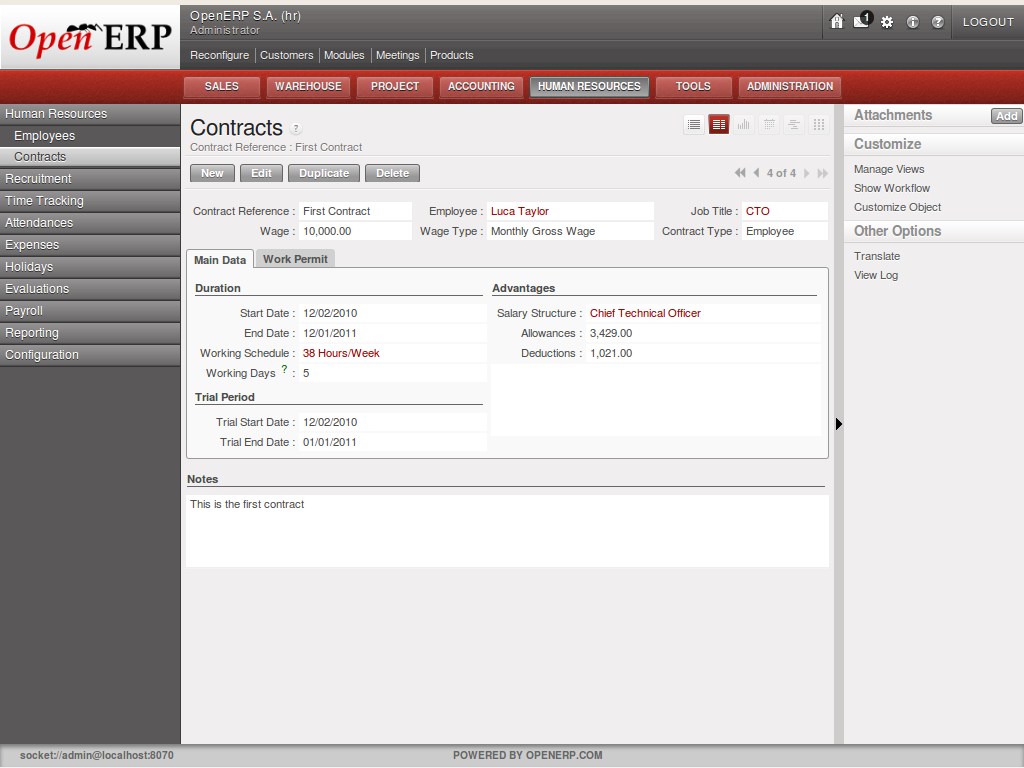 Open ERP
OpenERP S.A. (hr)
Administrator
1
LOGOUT
Reconfigure Customers Modules Meetings Products
SALES WAREHOUSE PROJECT ACCOUNTING HUMAN RESOURCES TOOLS ADMINISTRATION
Human Resources
Employees
Contracts
Recruitment
Time Tracking
Attendances
Expenses
Holidays
Evaluations
Payroll
Reporting
Configuration
Contracts ?
Contract Reference : First Contract
New Edit Duplicate Delete
4 of 4
Contract Reference : First Contract Employee : Luca Taylor Job Title : CTO
Wage : 10,000.00 Wage Type : Monthly Gross Wage Contract Type : Employee
Main Data Work Permit
Duration
Start Date : 12/02/2010
End Date : 12/01/2011
Working Schedule : 38 Hours/Week
Working Days ? : 5
Trial Period
Trial Start Date : 12/02/2010
Trial End Date : 01/01/2011
Advantages
Salary Structure : Chief Technical Officer
Allowances : 3,429.00
Deductions : 1,021.00
Notes
This is the first contract
Attachments Add
Customize
Manage Views
Show Workflow
Customize Object
Other Options
Translate
View Log
socket://admin@localhost:8070 POWERED BY OPENERP.COM